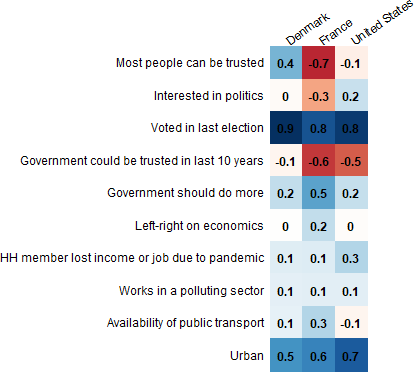 Denmark France United States
Most people can be trusted 0.4 -0.7 -0.1
Interested in politics 0 -0.3 0.2
Voted in last election 0.9 0.8 0.8
Government could be trusted in last 10 years -0.1 -0.6 -0.5
Government should do more 0.2 0.5 0.2
Left-right on economics 0 0.2 0
HH member lost income or job due to pandemic 0.1 0.1 0.3
Works in a polluting sector 0.1 0.1 0.1
Availability of public transport 0.1 0.3 -0.1
Urban 0.5 0.6 0.7